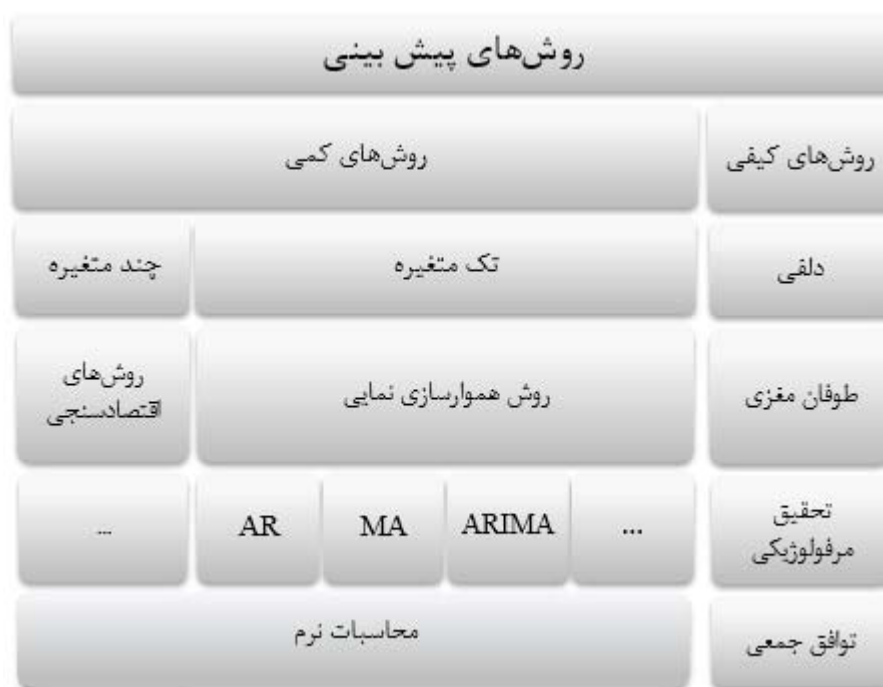 روش‌های پیش بینی
روش‌های کیفی
روش‌های کمی
دلفی
تک متغیره
چند متغیره
طوفان مغزی
روش هموارسازی نمایی
روش‌های
اقتصادسنجی
تحقیق
مرفولوژیکی
...
ARIMA
MA
AR
...
توافق جمعی
محاسبات نرم